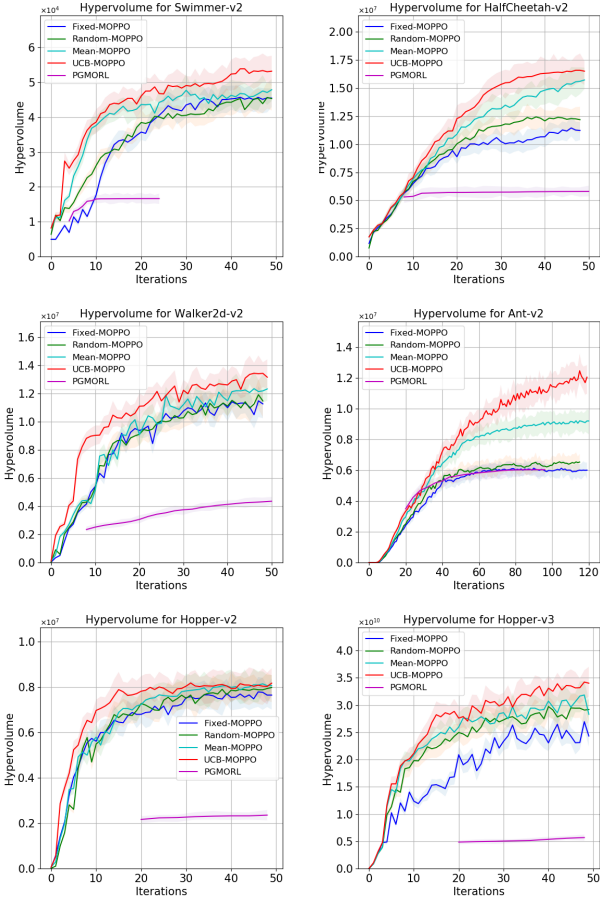 Hypervolume for Swimmer-v2
×10⁴
Fixed-MOPPO
Random-MOPPO
Mean-MOPPO
UCB-MOPPO
PGMORL
6
5
4
3
2
1
0
Hypervolume
0 10 20 30 40 50
Iterations
Hypervolume for HalfCheetah-v2
×10⁷
Fixed-MOPPO
Random-MOPPO
Mean-MOPPO
UCB-MOPPO
PGMORL
2.00
1.75
1.50
1.25
1.00
0.75
0.50
0.25
0.00
Hypervolume
0 10 20 30 40 50
Iterations
Hypervolume for Walker2d-v2
×10⁷
Fixed-MOPPO
Random-MOPPO
Mean-MOPPO
UCB-MOPPO
PGMORL
1.6
1.4
1.2
1.0
0.8
0.6
0.4
0.2
0.0
Hypervolume
0 10 20 30 40 50
Iterations
Hypervolume for Ant-v2
×10⁷
Fixed-MOPPO
Random-MOPPO
Mean-MOPPO
UCB-MOPPO
PGMORL
1.4
1.2
1.0
0.8
0.6
0.4
0.2
0.0
Hypervolume
0 20 40 60 80 100 120
Iterations
Hypervolume for Hopper-v2
×10⁷
1.0
0.8
0.6
0.4
0.2
0.0
Hypervolume
Fixed-MOPPO
Random-MOPPO
Mean-MOPPO
UCB-MOPPO
PGMORL
0 10 20 30 40 50
Iterations
Hypervolume for Hopper-v3
×10¹⁰
Fixed-MOPPO
Random-MOPPO
Mean-MOPPO
UCB-MOPPO
PGMORL
4.0
3.5
3.0
2.5
2.0
1.5
1.0
0.5
0.0
Hypervolume
0 10 20 30 40 50
Iterations